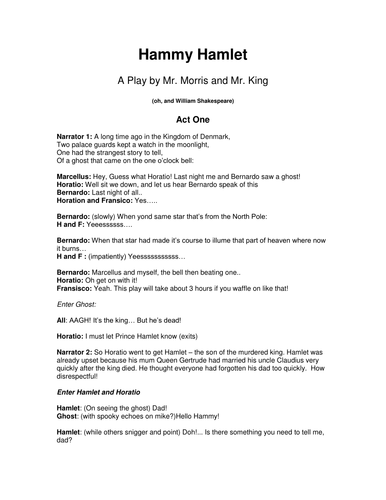 Hammy Hamlet
A Play by Mr. Morris and Mr. King
(oh, and William Shakespeare)
Act One
Narrator 1: A long time ago in the Kingdom of Denmark,
Two palace guards kept a watch in the moonlight,
One had the strangest story to tell,
Of a ghost that came on the one o'clock bell:
Marcellus: Hey, Guess what Horatio! Last night me and Bernardo saw a ghost!
Horatio: Well sit we down, and let us hear Bernardo speak of this
Bernardo: Last night of all..
Horation and Fransico: Yes…..
Bernardo: (slowly) When yond same star that's from the North Pole:
H and F: Yeeessssss….
Bernardo: When that star had made it's course to illume that part of heaven where now
it burns…
H and F : (impatiently) Yeesssssssssss…
Bernardo: Marcellus and myself, the bell then beating one..
Horatio: Oh get on with it!
Fransisco: Yeah. This play will take about 3 hours if you waffle on like that!
Enter Ghost:
All: AAGH! It's the king… But he's dead!
Horatio: I must let Prince Hamlet know (exits)
Narrator 2: So Horatio went to get Hamlet – the son of the murdered king. Hamlet was
already upset because his mum Queen Gertrude had married his uncle Claudius very
quickly after the king died. He thought everyone had forgotten his dad too quickly. How
disrespectful!
Enter Hamlet and Horatio
Hamlet: (On seeing the ghost) Dad!
Ghost: (with spooky echoes on mike?)Hello Hammy!
Hamlet: (while others snigger and point) Doh!... Is there something you need to tell me,
dad?